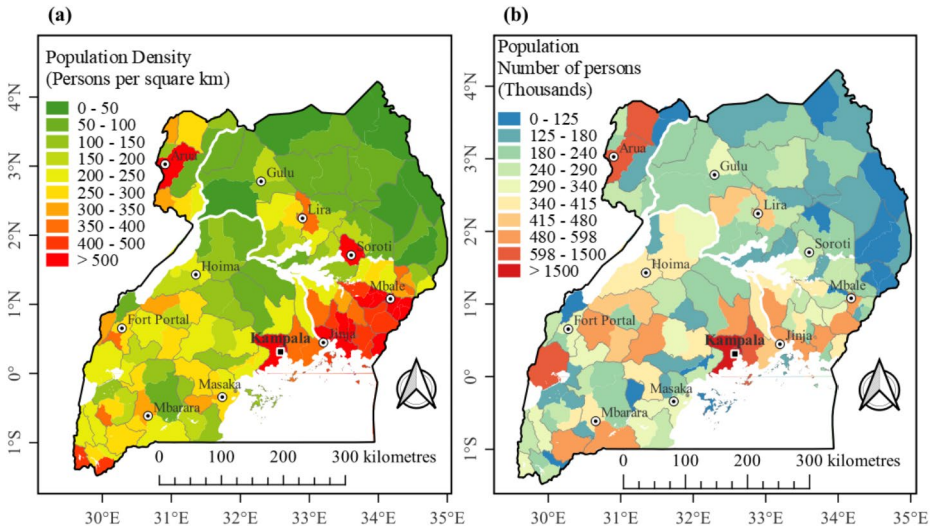 (a)
Population Density
(Persons per square km)
0 - 50
50 - 100
100 - 150
150 - 200
200 - 250
250 - 300
300 - 350
350 - 400
400 - 500
> 500
Arua
Gulu
Lira
Soroti
Hoima
Mbale
Fort Portal
Kampala
Jinja
Masaka
Mbarara
0 100 200 300 kilometres
4°N
3°N
2°N
1°N
0°
1°S
30°E 31°E 32°E 33°E 34°E 35°E
(b)
Population
Number of persons
(Thousands)
0 - 125
125 - 180
180 - 240
240 - 290
290 - 340
340 - 415
415 - 480
480 - 598
598 - 1500
> 1500
Arua
Gulu
Lira
Soroti
Hoima
Mbale
Fort Portal
Kampala
Jinja
Masaka
Mbarara
0 100 200 300 kilometres
4°N
3°N
2°N
1°N
0°
1°S
30°E 31°E 32°E 33°E 34°E 35°E